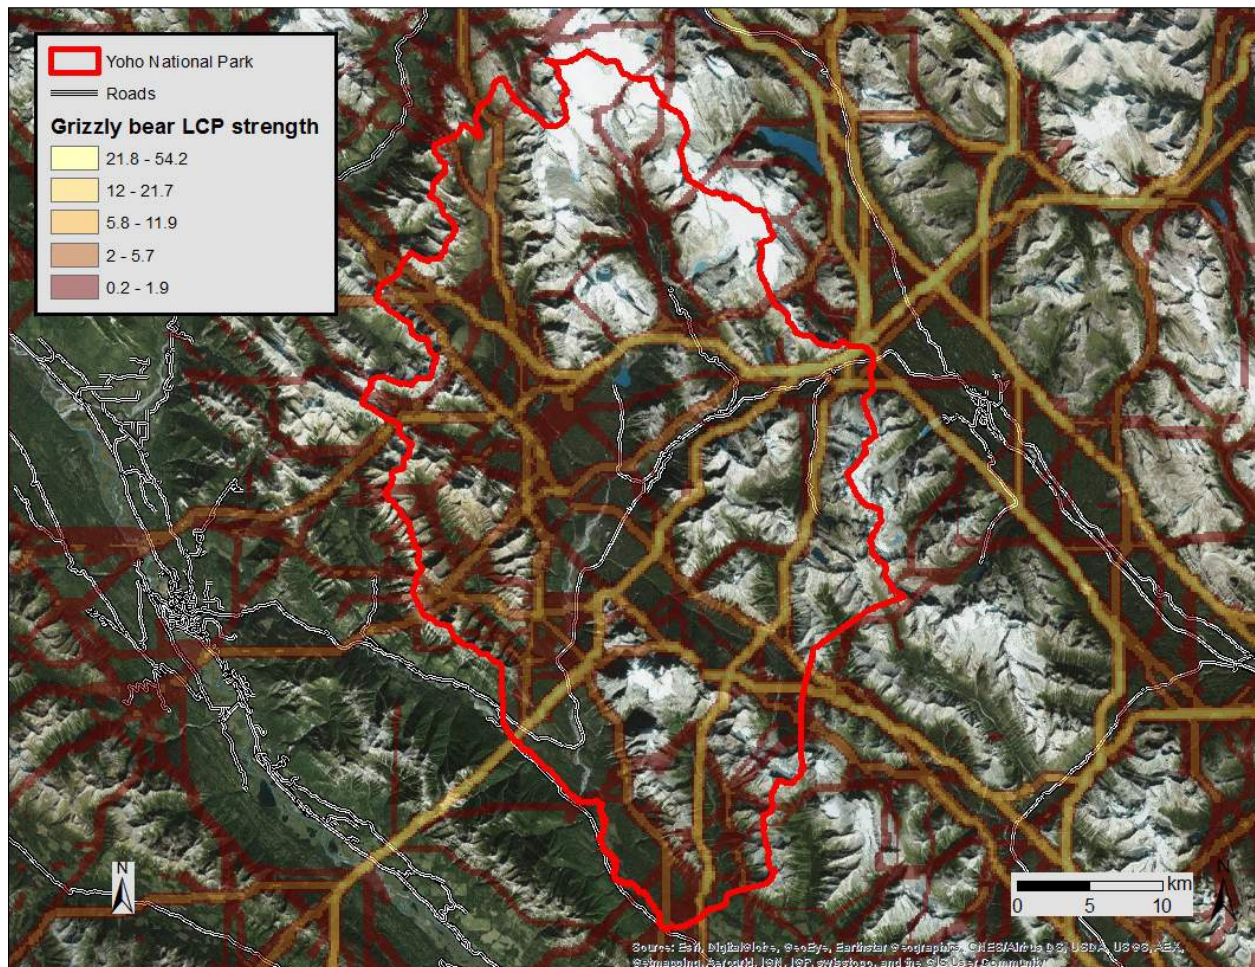 Yoho National Park
Roads
Grizzly bear LCP strength
21.8 - 54.2
12 - 21.7
5.8 - 11.9
2 - 5.7
0.2 - 1.9
N
N
km
0 5 10
Source: Esri, DigitalGlobe, GeoEye, Earthstar Geographics, CNES/Airbus DS, USDA, USGS, AEX,
Getmapping, Aerogrid, IGN, IGP, swisstopo, and the GIS User Community